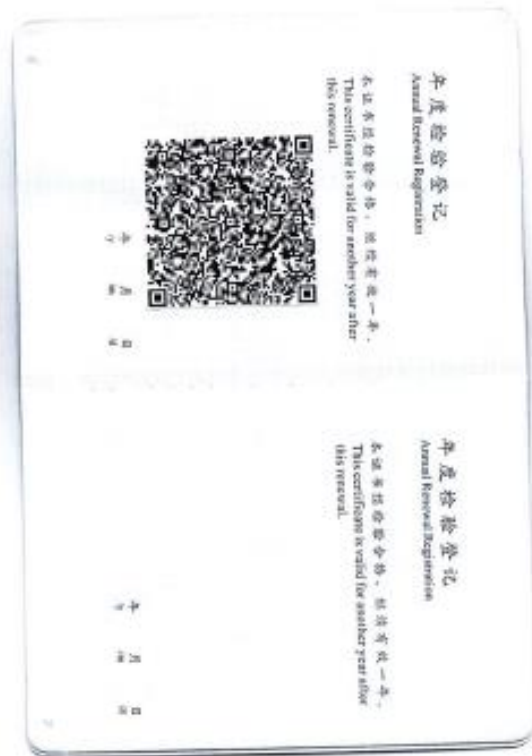 年度检验登记
Annual Renewal Registration
本证书经检验合格，继续有效一年。
This certificate is valid for another year after
this renewal.
年 月 日
/y /m /d
年度检验登记
Annual Renewal Registration
本证书经检验合格，继续有效一年。
This certificate is valid for another year after
this renewal.
年 月 日
/y /m /d